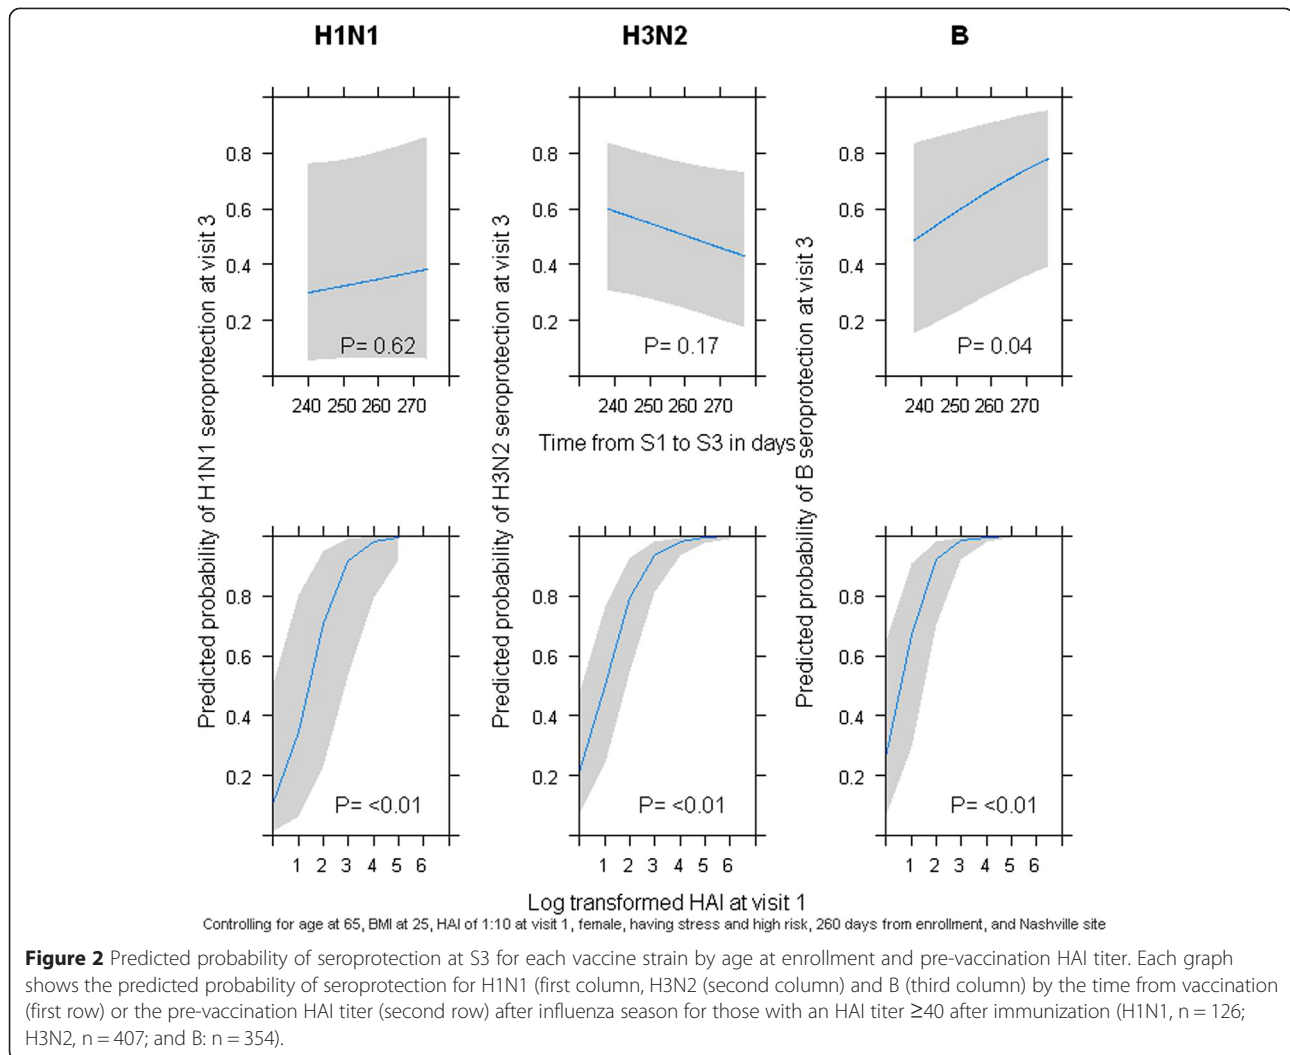 H1N1 H3N2 B
Predicted probability of H1N1 seroprotection at visit 3
Predicted probability of H3N2 seroprotection at visit 3
Predicted probability of B seroprotection at visit 3
0.8 0.8 0.8
0.6 0.6 0.6
0.4 0.4 0.4
0.2 0.2 0.2
P= 0.62 P= 0.17 P= 0.04
240 250 260 270 240 250 260 270 240 250 260 270
Time from S1 to S3 in days
0.8 0.8 0.8
0.6 0.6 0.6
0.4 0.4 0.4
0.2 0.2 0.2
P= <0.01 P= <0.01 P= <0.01
1 2 3 4 5 6 1 2 3 4 5 6 1 2 3 4 5 6
Log transformed HAI at visit 1
Controlling for age at 65, BMI at 25, HAI of 1:10 at visit 1, female, having stress and high risk, 260 days from enrollment, and Nashville site
Figure 2 Predicted probability of seroprotection at S3 for each vaccine strain by age at enrollment and pre-vaccination HAI titer. Each graph
shows the predicted probability of seroprotection for H1N1 (first column, H3N2 (second column) and B (third column) by the time from vaccination
(first row) or the pre-vaccination HAI titer (second row) after influenza season for those with an HAI titer ≥40 after immunization (H1N1, n = 126;
H3N2, n = 407; and B: n = 354).